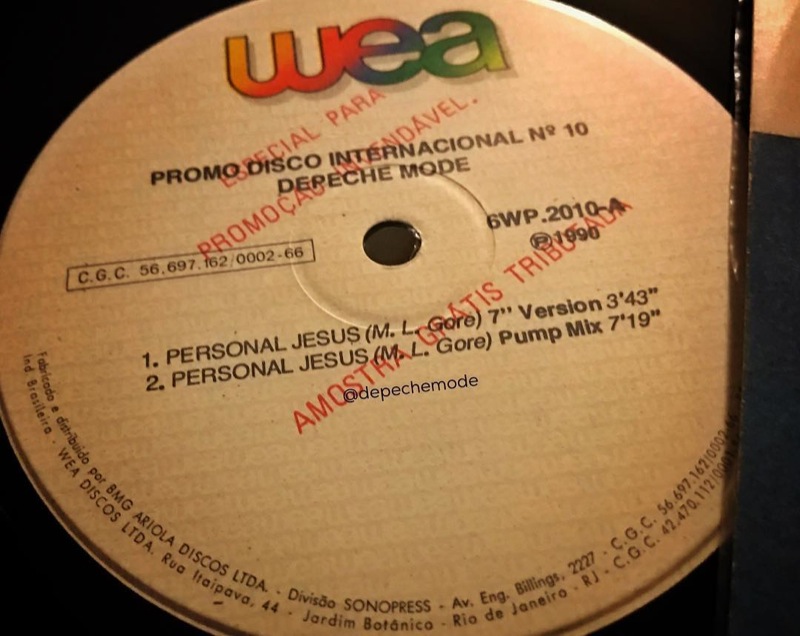 wea
ESPECIAL PARA
PROMOÇÃO INVENDÁVEL.
PROMO DISCO INTERNACIONAL Nº 10
DEPECHE MODE
6WP.2010-A
Ⓟ1990
C.G.C. 56.697.162/0002-66
AMOSTRA GRÁTIS TRIBUTADA
1. PERSONAL JESUS (M. L. Gore) 7" Version 3'43"
2. PERSONAL JESUS (M. L. Gore) Pump Mix 7'19"
@depechemode
Fabricado e distribuído por BMG ARIOLA DISCOS LTDA. - Divisão SONOPRESS - Av. Eng. Billings, 2227 - C.G.C. 56.697.162/0002
Ind. Brasileira - WEA DISCOS LTDA. Rua Itaipava, 44 - Jardim Botânico - Rio de Janeiro - RJ - C.G.C. 42.470.112/000